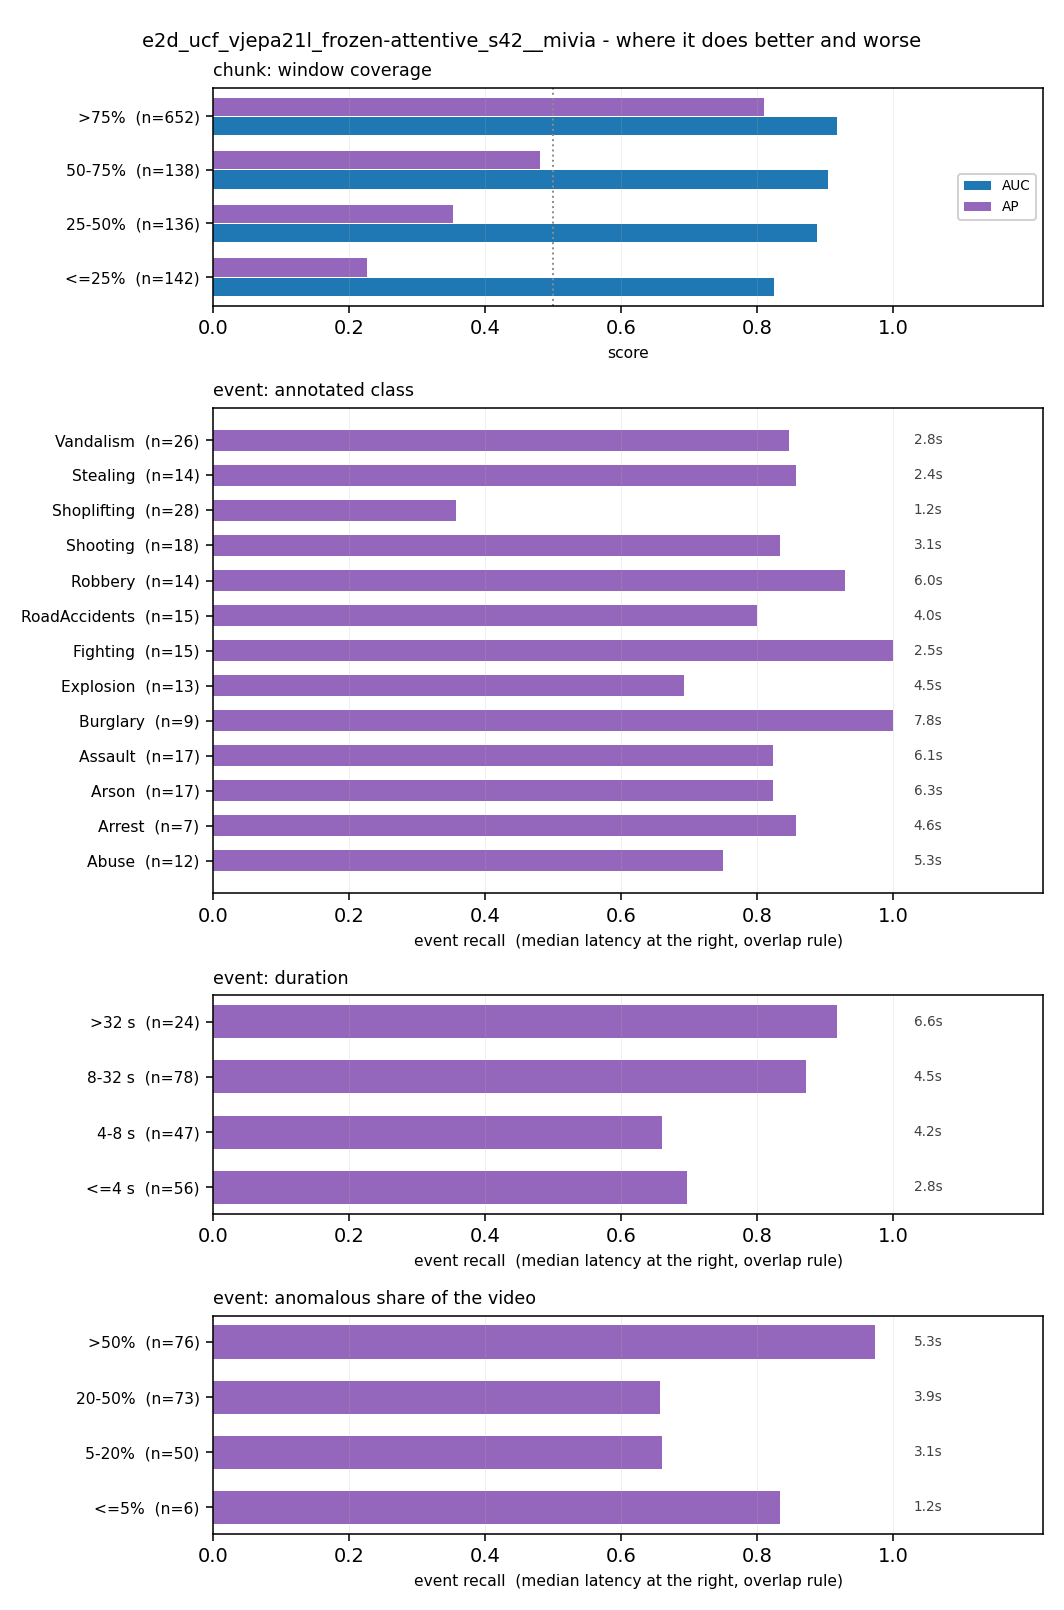 e2d_ucf_vjepa21l_frozen-attentive_s42__mivia - where it does better and worse
chunk: window coverage
>75%  (n=652)
50-75%  (n=138)
25-50%  (n=136)
<=25%  (n=142)
AUC
AP
0.0 0.2 0.4 0.6 0.8 1.0
score
event: annotated class
Vandalism  (n=26) 2.8s
Stealing  (n=14) 2.4s
Shoplifting  (n=28) 1.2s
Shooting  (n=18) 3.1s
Robbery  (n=14) 6.0s
RoadAccidents  (n=15) 4.0s
Fighting  (n=15) 2.5s
Explosion  (n=13) 4.5s
Burglary  (n=9) 7.8s
Assault  (n=17) 6.1s
Arson  (n=17) 6.3s
Arrest  (n=7) 4.6s
Abuse  (n=12) 5.3s
0.0 0.2 0.4 0.6 0.8 1.0
event recall  (median latency at the right, overlap rule)
event: duration
>32 s  (n=24) 6.6s
8-32 s  (n=78) 4.5s
4-8 s  (n=47) 4.2s
<=4 s  (n=56) 2.8s
0.0 0.2 0.4 0.6 0.8 1.0
event recall  (median latency at the right, overlap rule)
event: anomalous share of the video
>50%  (n=76) 5.3s
20-50%  (n=73) 3.9s
5-20%  (n=50) 3.1s
<=5%  (n=6) 1.2s
0.0 0.2 0.4 0.6 0.8 1.0
event recall  (median latency at the right, overlap rule)